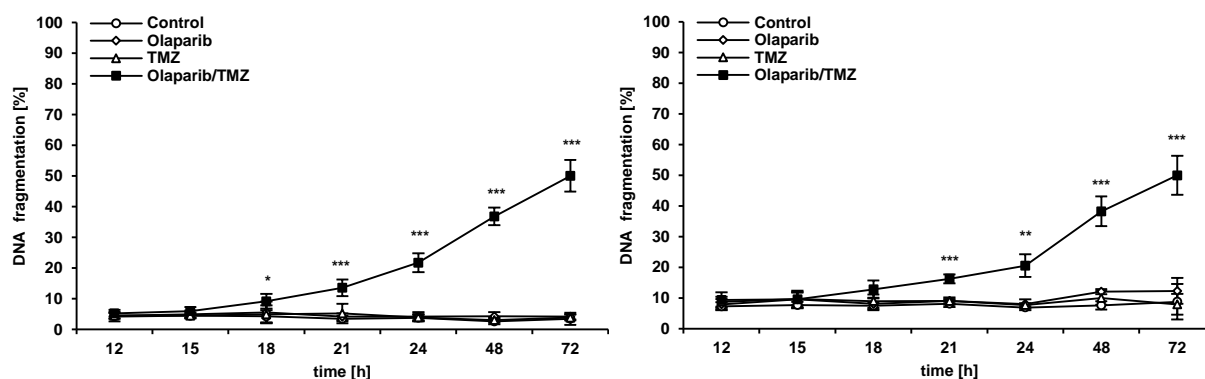 Control
Olaparib
TMZ
Olaparib/TMZ
100
90
80
70
60
50
40
30
20
10
0
DNA fragmentation [%]
*
***
***
***
***
12 15 18 21 24 48 72
time [h]
Control
Olaparib
TMZ
Olaparib/TMZ
100
90
80
70
60
50
40
30
20
10
0
DNA fragmentation [%]
***
**
***
***
12 15 18 21 24 48 72
time [h]